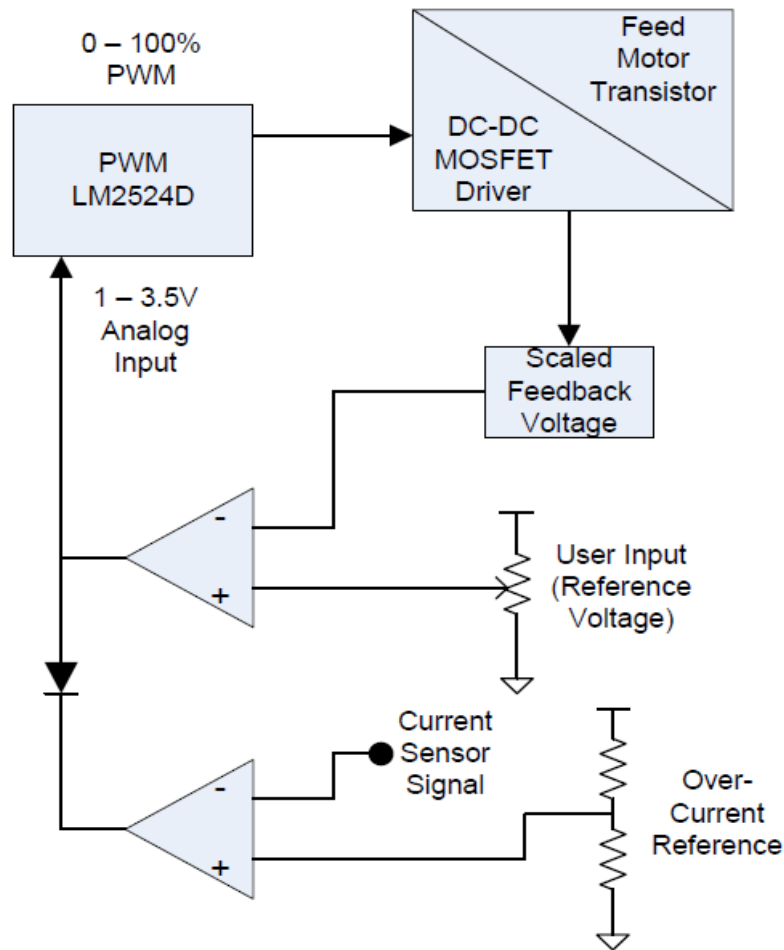 0 – 100%
PWM
PWM
LM2524D
Feed
Motor
Transistor
DC-DC
MOSFET
Driver
1 – 3.5V
Analog
Input
Scaled
Feedback
Voltage
-
+
User Input
(Reference
Voltage)
Current
Sensor
Signal
-
+
Over-
Current
Reference